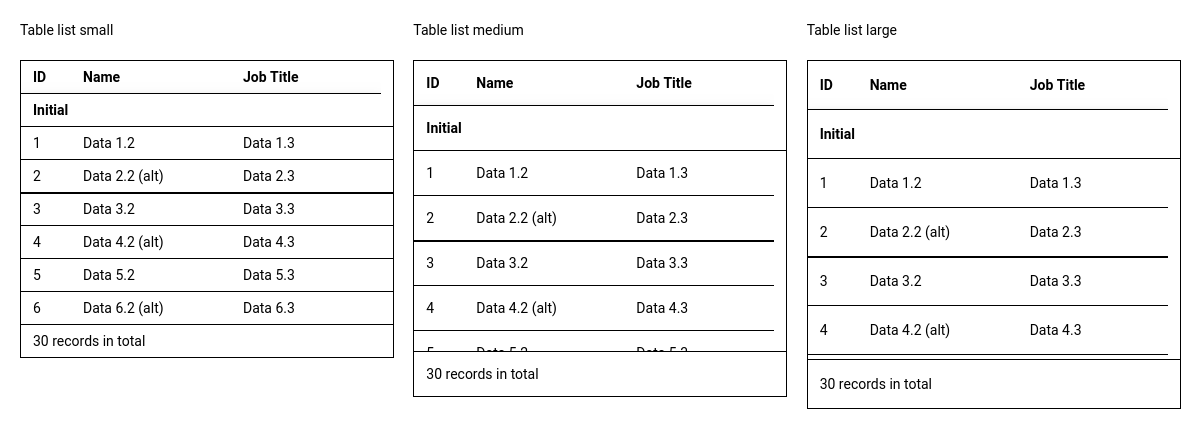 Table list small
ID Name Job Title
Initial
1 Data 1.2 Data 1.3
2 Data 2.2 (alt) Data 2.3
3 Data 3.2 Data 3.3
4 Data 4.2 (alt) Data 4.3
5 Data 5.2 Data 5.3
6 Data 6.2 (alt) Data 6.3
30 records in total
Table list medium
ID Name Job Title
Initial
1 Data 1.2 Data 1.3
2 Data 2.2 (alt) Data 2.3
3 Data 3.2 Data 3.3
4 Data 4.2 (alt) Data 4.3
5 Data 5.2 Data 5.3
30 records in total
Table list large
ID Name Job Title
Initial
1 Data 1.2 Data 1.3
2 Data 2.2 (alt) Data 2.3
3 Data 3.2 Data 3.3
4 Data 4.2 (alt) Data 4.3
30 records in total